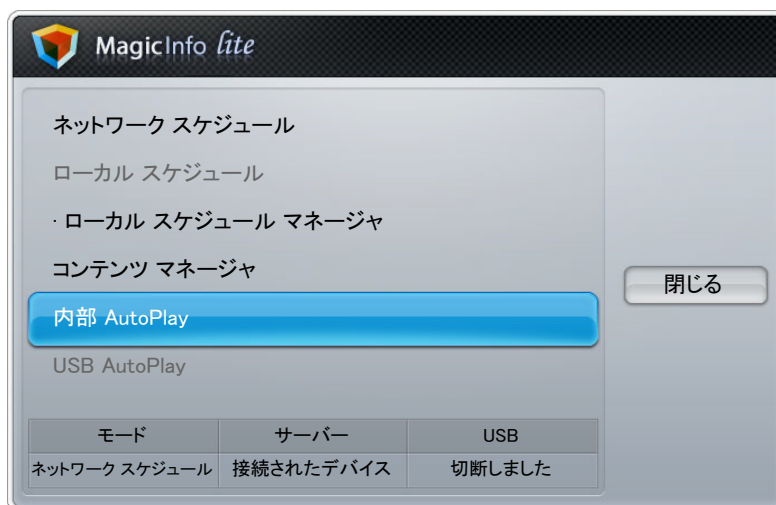 MagicInfo lite
ネットワーク スケジュール
ローカル スケジュール
· ローカル スケジュール マネージャ
コンテンツ マネージャ
閉じる
内部 AutoPlay
USB AutoPlay
モード サーバー USB
ネットワーク スケジュール 接続されたデバイス 切断しました